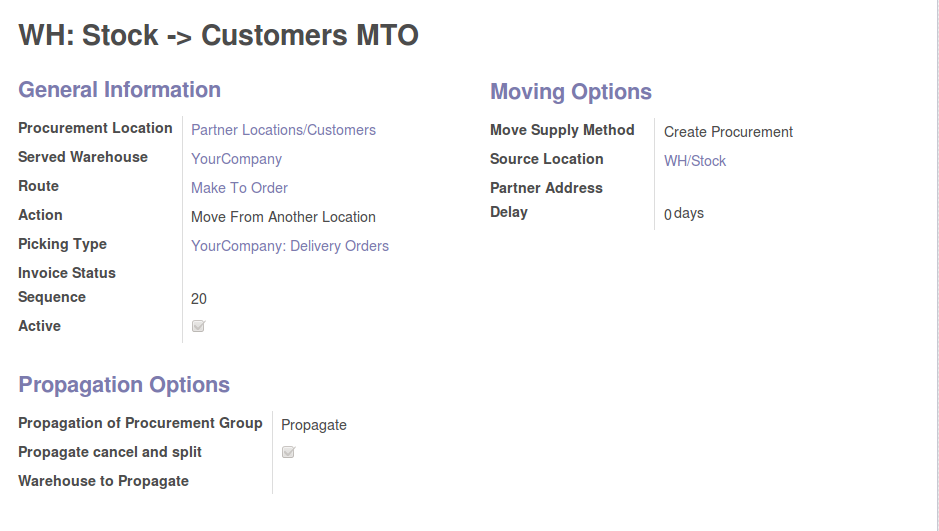 WH: Stock -> Customers MTO
General Information
Procurement Location Partner Locations/Customers
Served Warehouse YourCompany
Route Make To Order
Action Move From Another Location
Picking Type YourCompany: Delivery Orders
Invoice Status
Sequence 20
Active
Moving Options
Move Supply Method Create Procurement
Source Location WH/Stock
Partner Address
Delay 0 days
Propagation Options
Propagation of Procurement Group Propagate
Propagate cancel and split
Warehouse to Propagate